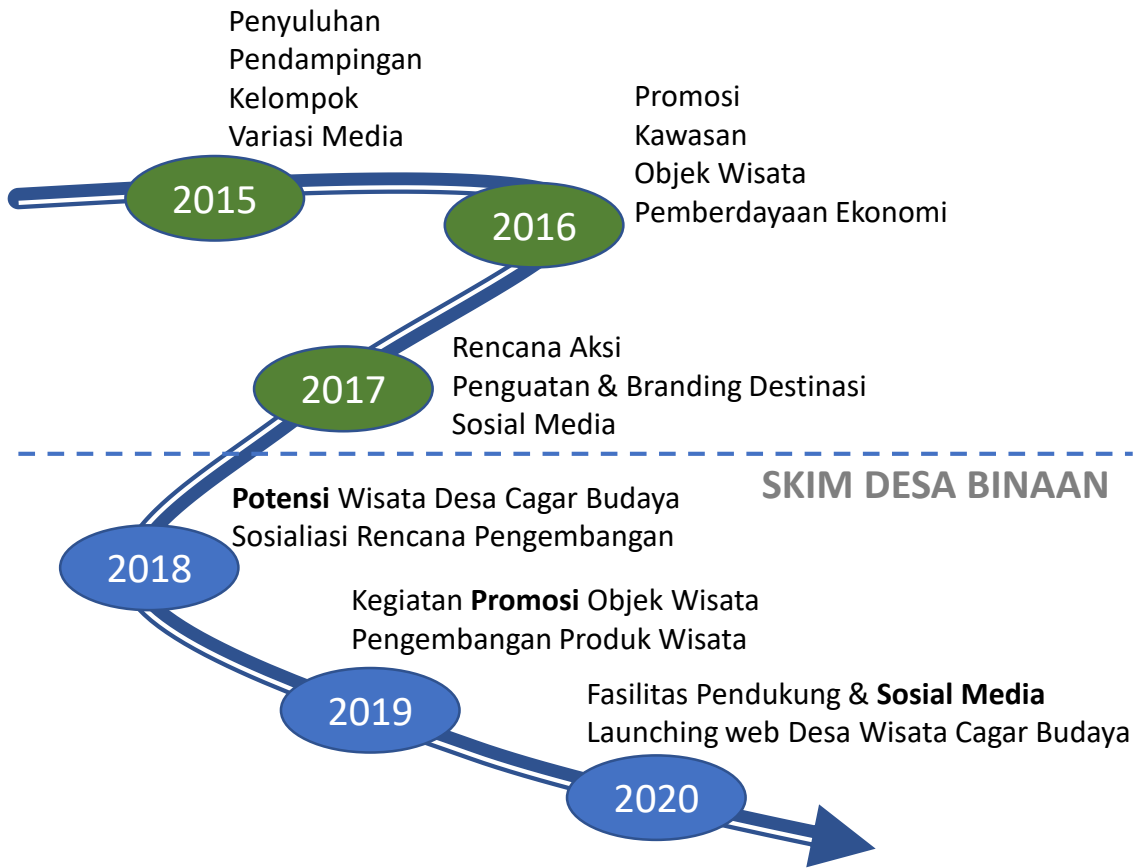 Penyuluhan
Pendampingan
Kelompok
Variasi Media
2015
Promosi
Kawasan
Objek Wisata
Pemberdayaan Ekonomi
2016
Rencana Aksi
Penguatan & Branding Destinasi
Sosial Media
2017
SKIM DESA BINAAN
Potensi Wisata Desa Cagar Budaya
Sosialiasi Rencana Pengembangan
2018
Kegiatan Promosi Objek Wisata
Pengembangan Produk Wisata
2019
Fasilitas Pendukung & Sosial Media
Launching web Desa Wisata Cagar Budaya
2020